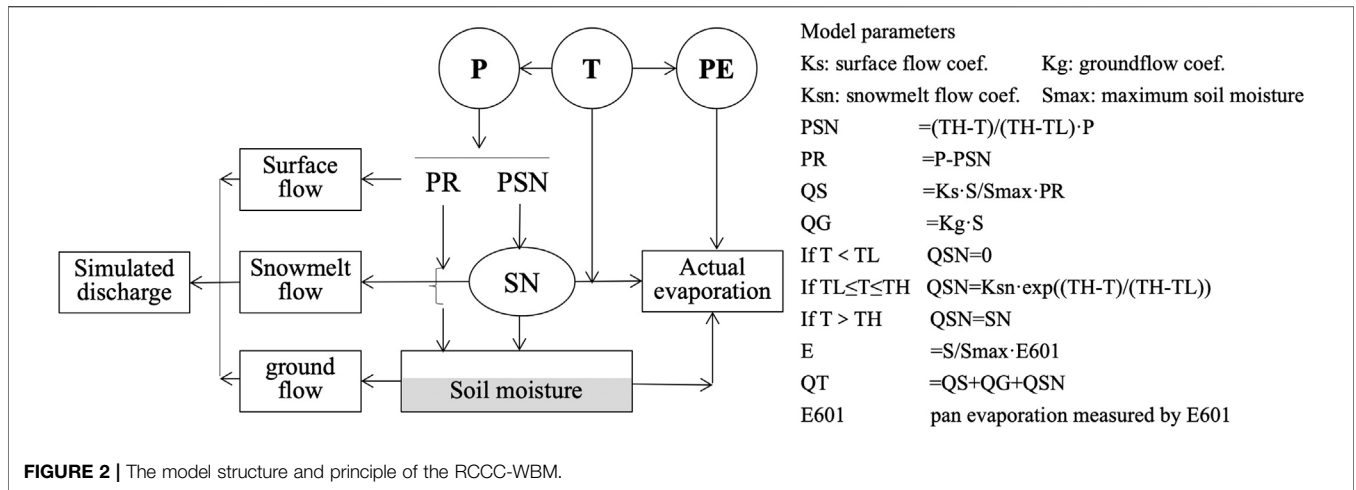 P
T
PE
PR
PSN
Surface
flow
Simulated
discharge
Snowmelt
flow
SN
Actual
evaporation
ground
flow
Soil moisture
Model parameters
Ks: surface flow coef. Kg: groundflow coef.
Ksn: snowmelt flow coef. Smax: maximum soil moisture
PSN =(TH-T)/(TH-TL)·P
PR =P-PSN
QS =Ks·S/Smax·PR
QG =Kg·S
If T < TL QSN=0
If TL≤T≤TH QSN=Ksn·exp((TH-T)/(TH-TL))
If T > TH QSN=SN
E =S/Smax·E601
QT =QS+QG+QSN
E601 pan evaporation measured by E601
FIGURE 2 | The model structure and principle of the RCCC-WBM.